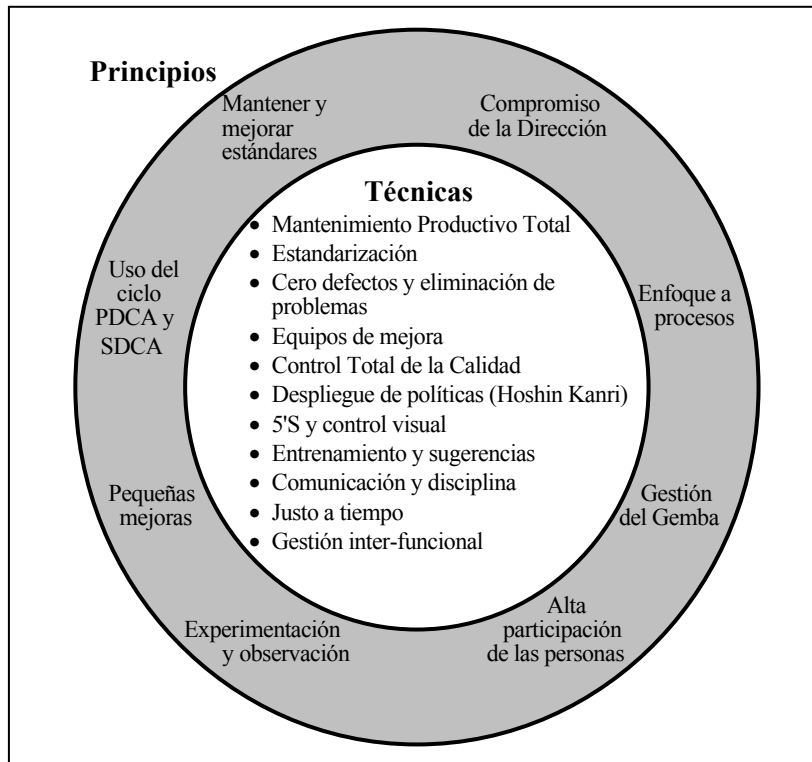 Principios
Mantener y
mejorar
estándares
Compromiso
de la Dirección
Técnicas
• Mantenimiento Productivo Total
• Estandarización
• Cero defectos y eliminación de
problemas
• Equipos de mejora
• Control Total de la Calidad
• Despliegue de políticas (Hoshin Kanri)
• 5'S y control visual
• Entrenamiento y sugerencias
• Comunicación y disciplina
• Justo a tiempo
• Gestión inter-funcional
Uso del
ciclo
PDCA y
SDCA
Enfoque a
procesos
Pequeñas
mejoras
Gestión
del Gemba
Experimentación
y observación
Alta
participación
de las personas